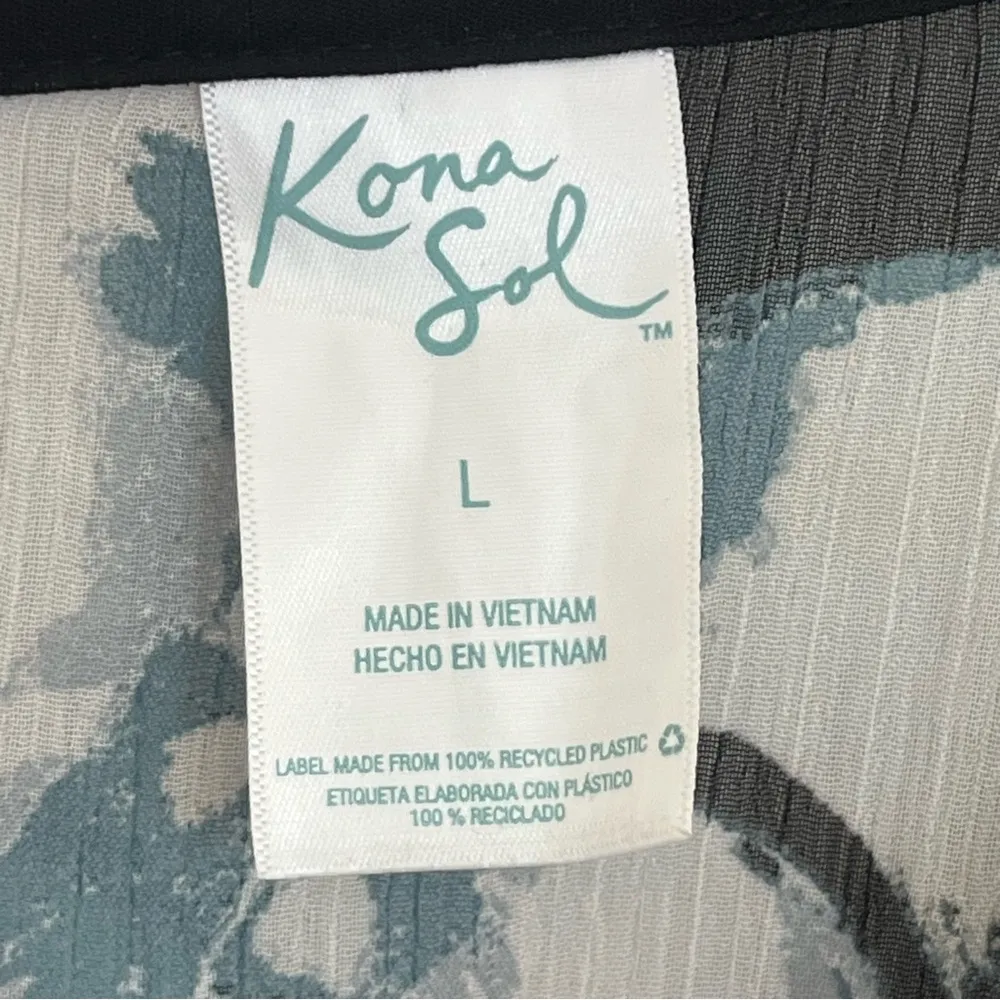 Kona
Sol
TM
L
MADE IN VIETNAM
HECHO EN VIETNAM
LABEL MADE FROM 100% RECYCLED PLASTIC
ETIQUETA ELABORADA CON PLÁSTICO
100 % RECICLADO